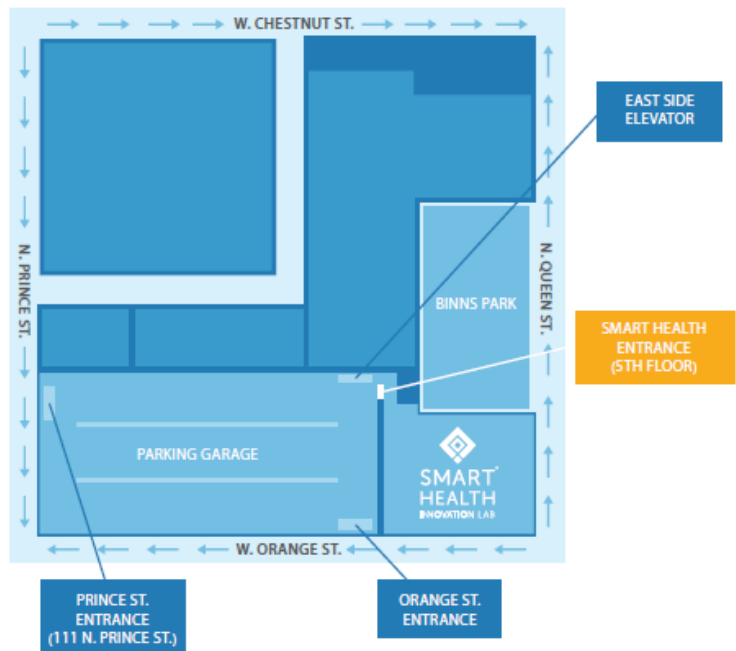 W. CHESTNUT ST.
EAST SIDE
ELEVATOR
N. PRINCE ST.
BINNS PARK
N. QUEEN ST.
SMART HEALTH
ENTRANCE
(5TH FLOOR)
PARKING GARAGE
SMART
HEALTH
INNOVATION LAB
W. ORANGE ST.
PRINCE ST.
ENTRANCE
(111 N. PRINCE ST.)
ORANGE ST.
ENTRANCE